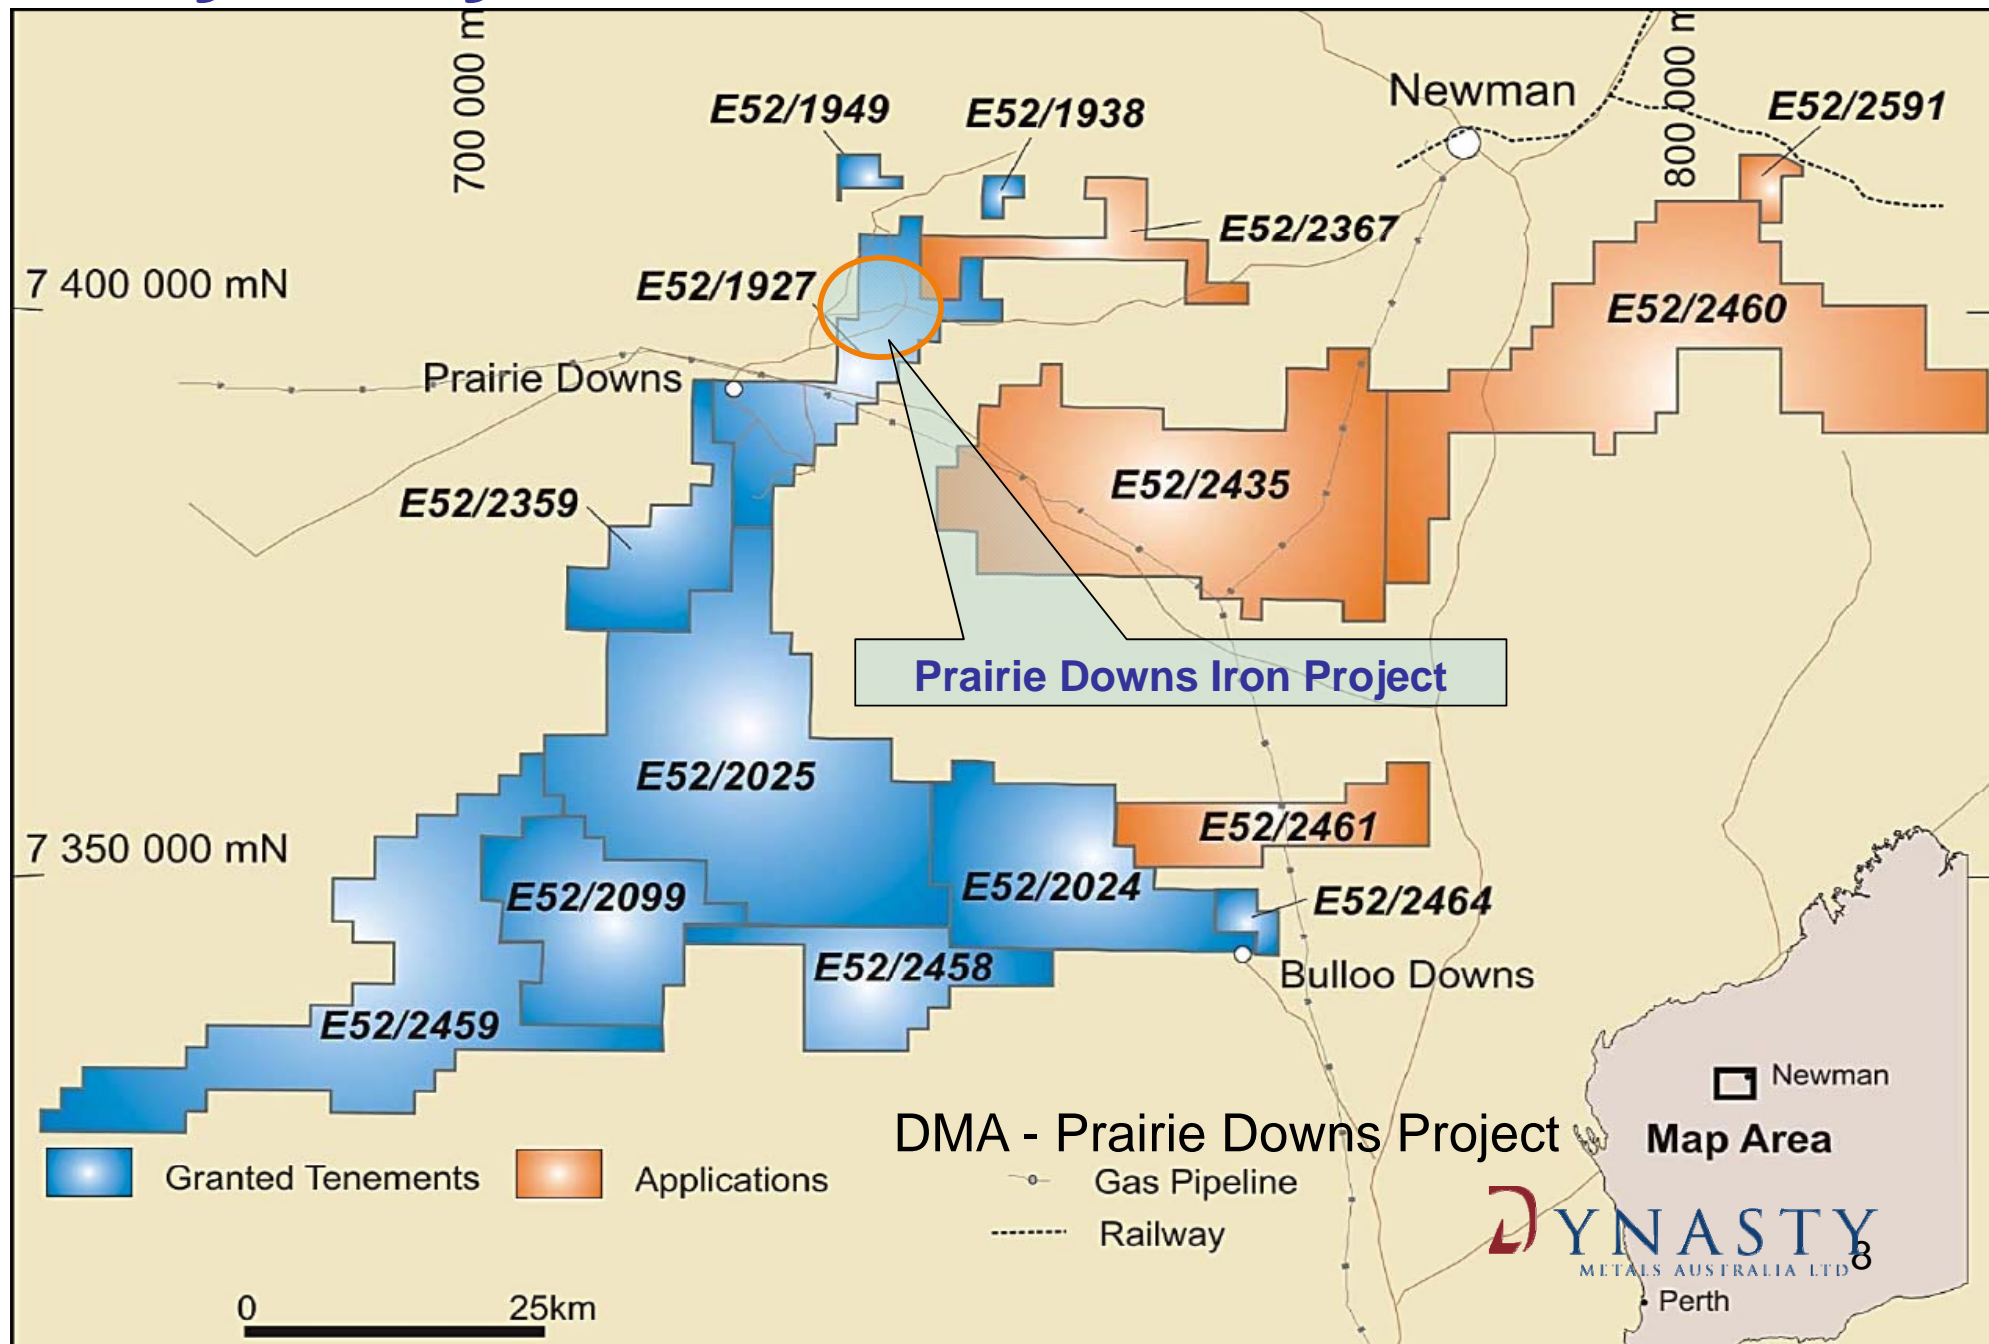 700 000 m
800 000 m
Newman
E52/1949
E52/1938
E52/2591
E52/2367
7 400 000 mN
E52/1927
E52/2460
Prairie Downs
E52/2435
E52/2359
Prairie Downs Iron Project
E52/2025
E52/2461
7 350 000 mN
E52/2099
E52/2024
E52/2464
E52/2458
Bulloo Downs
E52/2459
Newman
DMA - Prairie Downs Project
Map Area
Granted Tenements
Applications
Gas Pipeline
Railway
DYNASTY
METALS AUSTRALIA LTD
8
Perth
0 25km